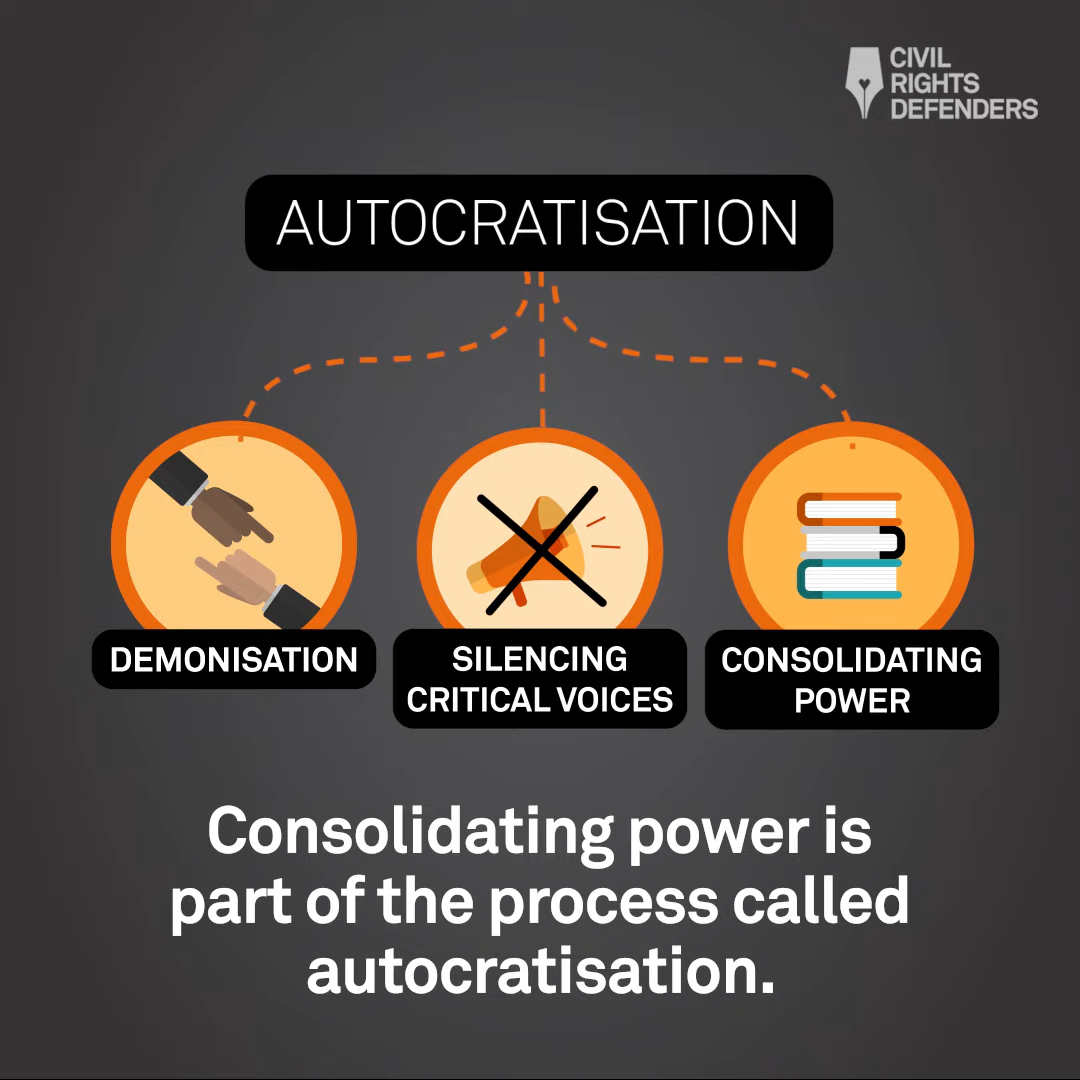 CIVIL
RIGHTS
DEFENDERS
AUTOCRATISATION
DEMONISATION
SILENCING
CRITICAL VOICES
CONSOLIDATING
POWER
Consolidating power is
part of the process called
autocratisation.